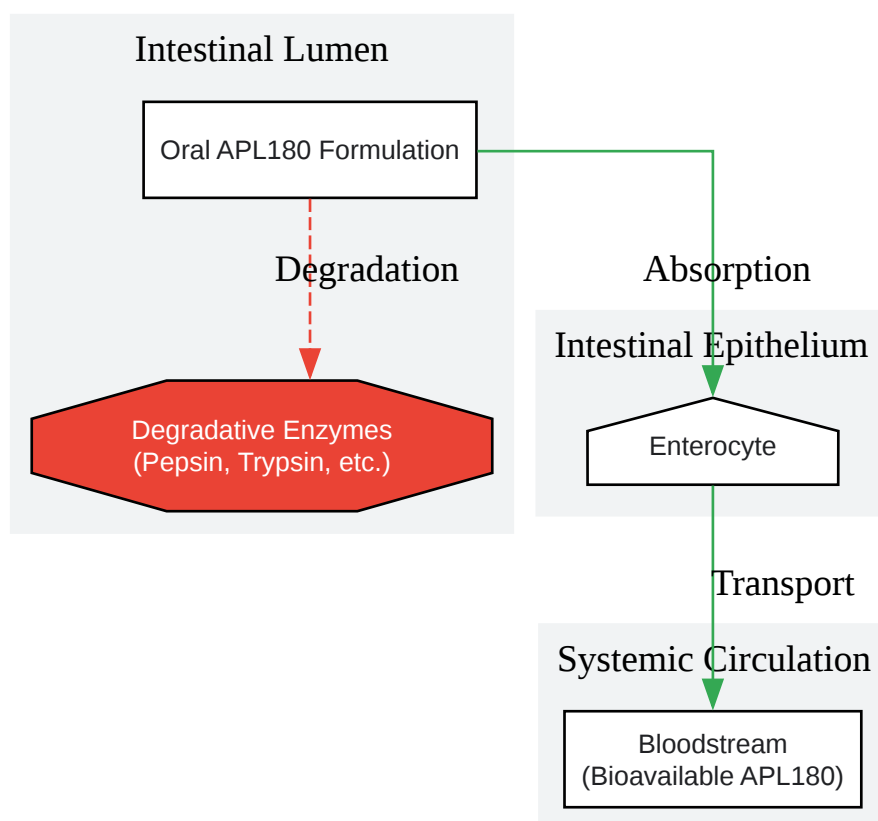 Intestinal Lumen
Oral APL180 Formulation
Degradation
Absorption
Intestinal Epithelium
Degradative Enzymes
(Pepsin, Trypsin, etc.)
Enterocyte
Transport
Systemic Circulation
Bloodstream
(Bioavailable APL180)